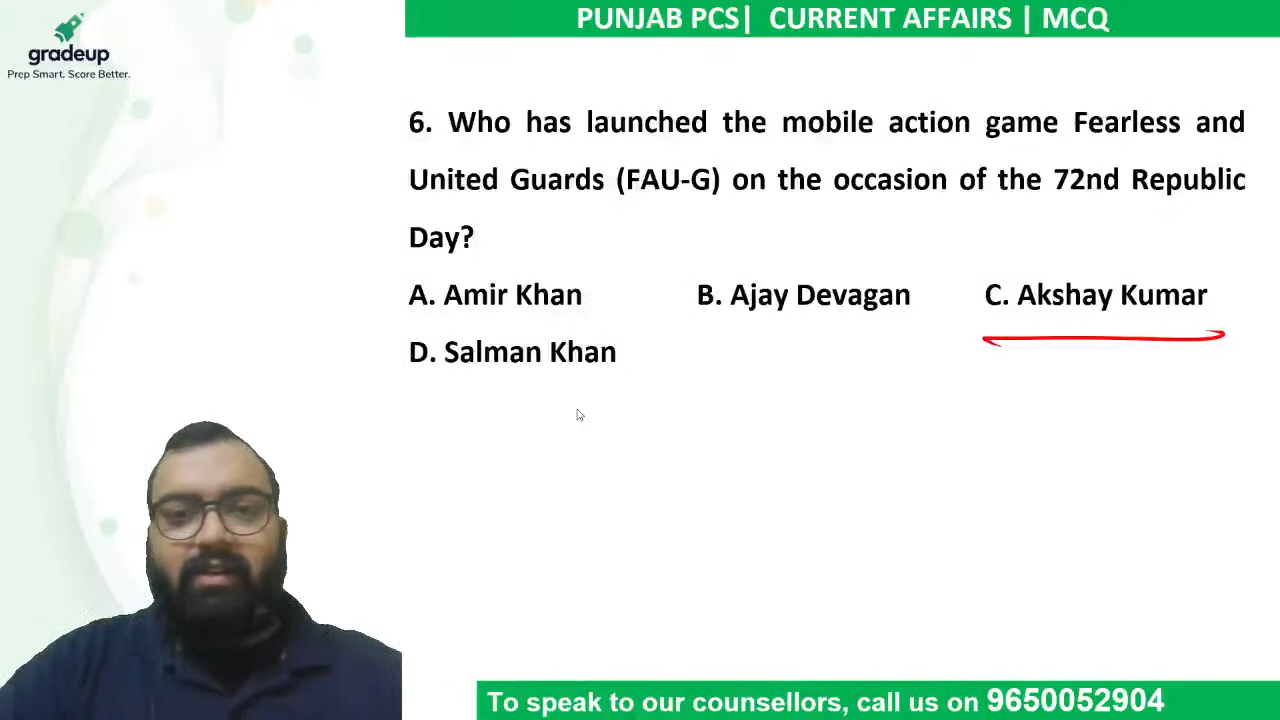 gradeup
Prep Smart. Score Better.
PUNJAB PCS| CURRENT AFFAIRS | MCQ
6. Who has launched the mobile action game Fearless and
United Guards (FAU-G) on the occasion of the 72nd Republic
Day?
A. Amir Khan B. Ajay Devagan C. Akshay Kumar
D. Salman Khan
To speak to our counsellors, call us on 9650052904